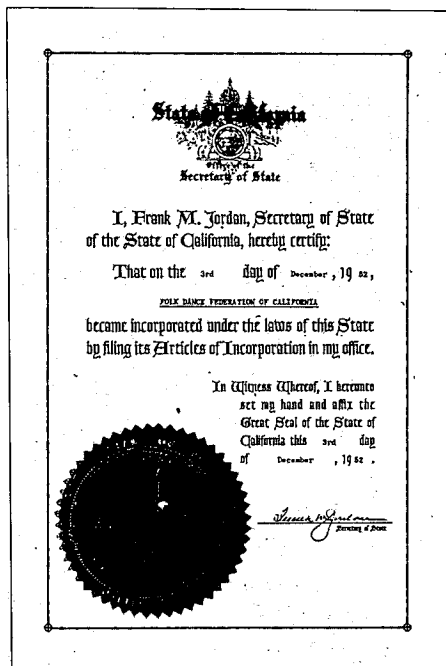 State of California
Office of the
Secretary of State
I, Frank M. Jordan, Secretary of State
of the State of California, hereby certify:
That on the 3rd day of December, 1952,
FOLK DANCE FEDERATION OF CALIFORNIA
became incorporated under the laws of this State
by filing its Articles of Incorporation in my office.
In Witness Whereof, I hereunto
set my hand and affix the
Great Seal of the State of
California this 3rd day
of December, 1952.
Frank M. Jordan
Secretary of State